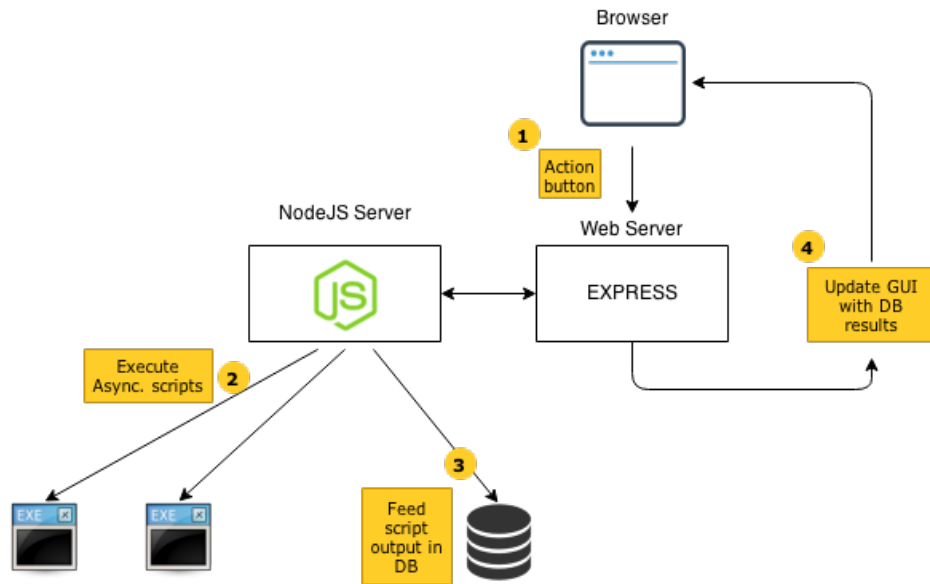 Browser
1
Action
button
NodeJS Server
Web Server
4
JS
EXPRESS
Update GUI
with DB
results
Execute
Async. scripts
2
3
EXE
EXE
Feed
script
output in
DB